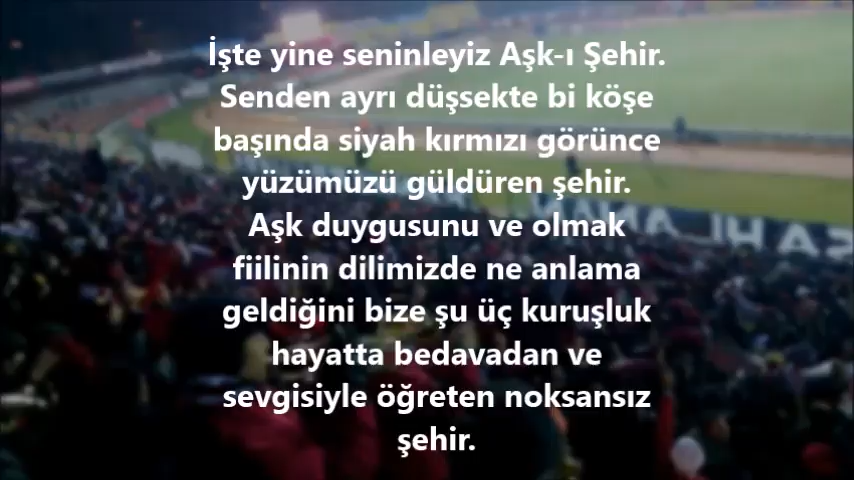 İşte yine seninleyiz Aşk-ı Şehir.
Senden ayrı düşsekte bi köşe
başında siyah kırmızı görünce
yüzümüzü güldüren şehir.
Aşk duygusunu ve olmak
fiilinin dilimizde ne anlama
geldiğini bize şu üç kuruşluk
hayatta bedavadan ve
sevgisiyle öğreten noksansız
şehir.